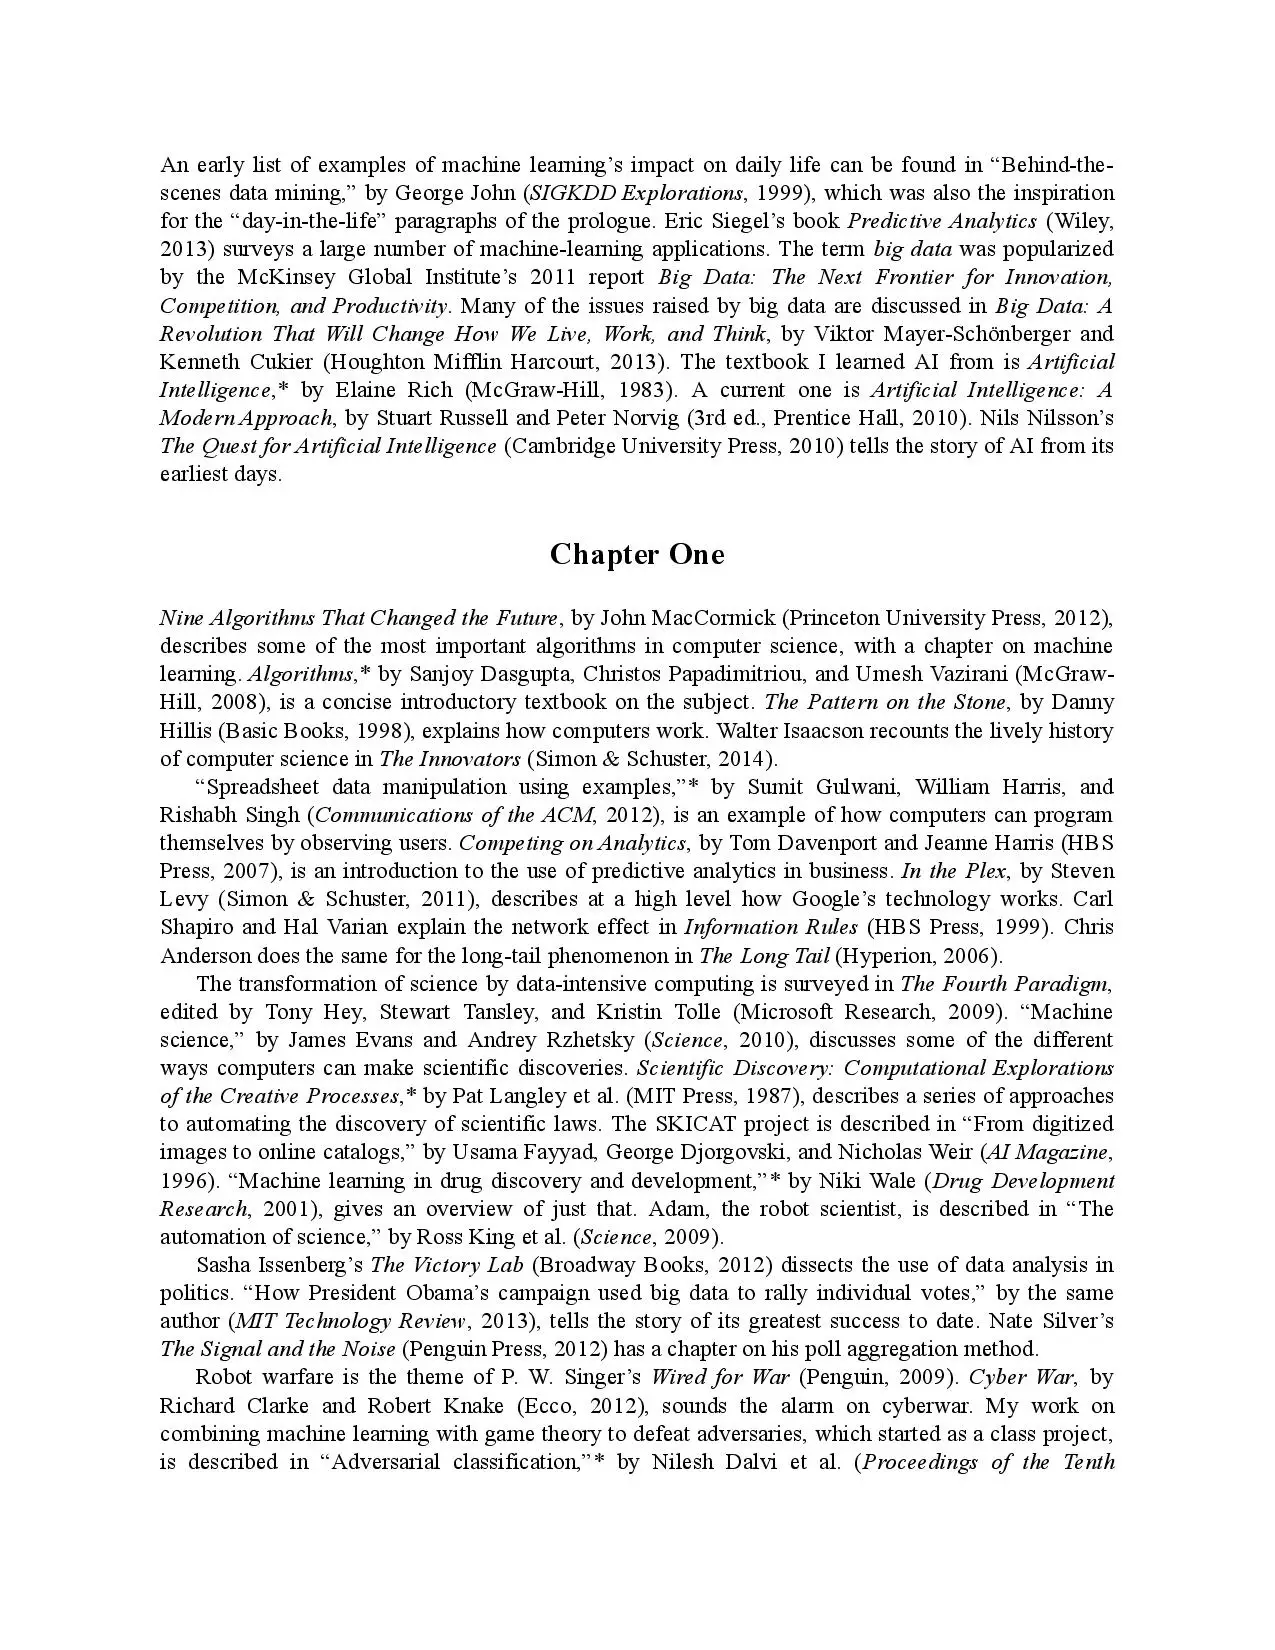 An early list of examples of machine learning’s impact on daily life can be found in “Behind-the-
scenes data mining,” by George John (SIGKDD Explorations, 1999), which was also the inspiration
for the “day-in-the-life” paragraphs of the prologue. Eric Siegel’s book Predictive Analytics (Wiley,
2013) surveys a large number of machine-learning applications. The term big data was popularized
by the McKinsey Global Institute’s 2011 report Big Data: The Next Frontier for Innovation,
Competition, and Productivity. Many of the issues raised by big data are discussed in Big Data: A
Revolution That Will Change How We Live, Work, and Think, by Viktor Mayer-Schönberger and
Kenneth Cukier (Houghton Mifflin Harcourt, 2013). The textbook I learned AI from is Artificial
Intelligence,* by Elaine Rich (McGraw-Hill, 1983). A current one is Artificial Intelligence: A
Modern Approach, by Stuart Russell and Peter Norvig (3rd ed., Prentice Hall, 2010). Nils Nilsson’s
The Quest for Artificial Intelligence (Cambridge University Press, 2010) tells the story of AI from its
earliest days.
Chapter One
Nine Algorithms That Changed the Future, by John MacCormick (Princeton University Press, 2012),
describes some of the most important algorithms in computer science, with a chapter on machine
learning. Algorithms,* by Sanjoy Dasgupta, Christos Papadimitriou, and Umesh Vazirani (McGraw-
Hill, 2008), is a concise introductory textbook on the subject. The Pattern on the Stone, by Danny
Hillis (Basic Books, 1998), explains how computers work. Walter Isaacson recounts the lively history
of computer science in The Innovators (Simon & Schuster, 2014).
“Spreadsheet data manipulation using examples,”* by Sumit Gulwani, William Harris, and
Rishabh Singh (Communications of the ACM, 2012), is an example of how computers can program
themselves by observing users. Competing on Analytics, by Tom Davenport and Jeanne Harris (HBS
Press, 2007), is an introduction to the use of predictive analytics in business. In the Plex, by Steven
Levy (Simon & Schuster, 2011), describes at a high level how Google’s technology works. Carl
Shapiro and Hal Varian explain the network effect in Information Rules (HBS Press, 1999). Chris
Anderson does the same for the long-tail phenomenon in The Long Tail (Hyperion, 2006).
The transformation of science by data-intensive computing is surveyed in The Fourth Paradigm,
edited by Tony Hey, Stewart Tansley, and Kristin Tolle (Microsoft Research, 2009). “Machine
science,” by James Evans and Andrey Rzhetsky (Science, 2010), discusses some of the different
ways computers can make scientific discoveries. Scientific Discovery: Computational Explorations
of the Creative Processes,* by Pat Langley et al. (MIT Press, 1987), describes a series of approaches
to automating the discovery of scientific laws. The SKICAT project is described in “From digitized
images to online catalogs,” by Usama Fayyad, George Djorgovski, and Nicholas Weir (AI Magazine,
1996). “Machine learning in drug discovery and development,”* by Niki Wale (Drug Development
Research, 2001), gives an overview of just that. Adam, the robot scientist, is described in “The
automation of science,” by Ross King et al. (Science, 2009).
Sasha Issenberg’s The Victory Lab (Broadway Books, 2012) dissects the use of data analysis in
politics. “How President Obama’s campaign used big data to rally individual votes,” by the same
author (MIT Technology Review, 2013), tells the story of its greatest success to date. Nate Silver’s
The Signal and the Noise (Penguin Press, 2012) has a chapter on his poll aggregation method.
Robot warfare is the theme of P. W. Singer’s Wired for War (Penguin, 2009). Cyber War, by
Richard Clarke and Robert Knake (Ecco, 2012), sounds the alarm on cyberwar. My work on
combining machine learning with game theory to defeat adversaries, which started as a class project,
is described in “Adversarial classification,”* by Nilesh Dalvi et al. (Proceedings of the Tenth